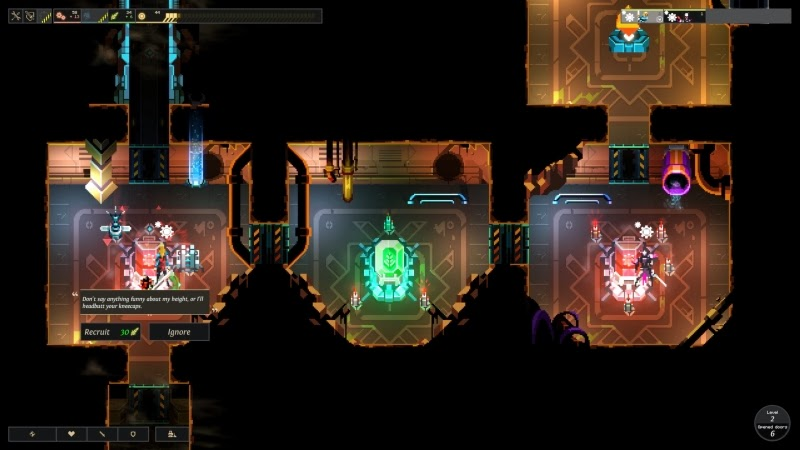 Don't say anything funny about my height, or I'll
headbutt your kneecaps.
Recruit 30
Ignore
Level
2
Opened doors
6